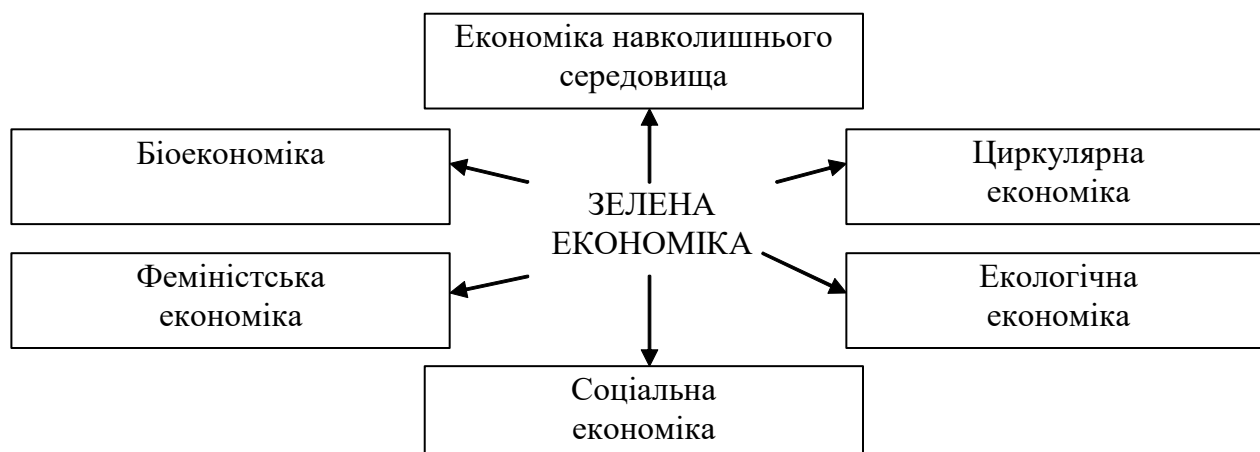 Економіка навколишнього
середовища
Біоекономіка
Циркулярна
економіка
ЗЕЛЕНА
ЕКОНОМІКА
Феміністська
економіка
Екологічна
економіка
Соціальна
економіка